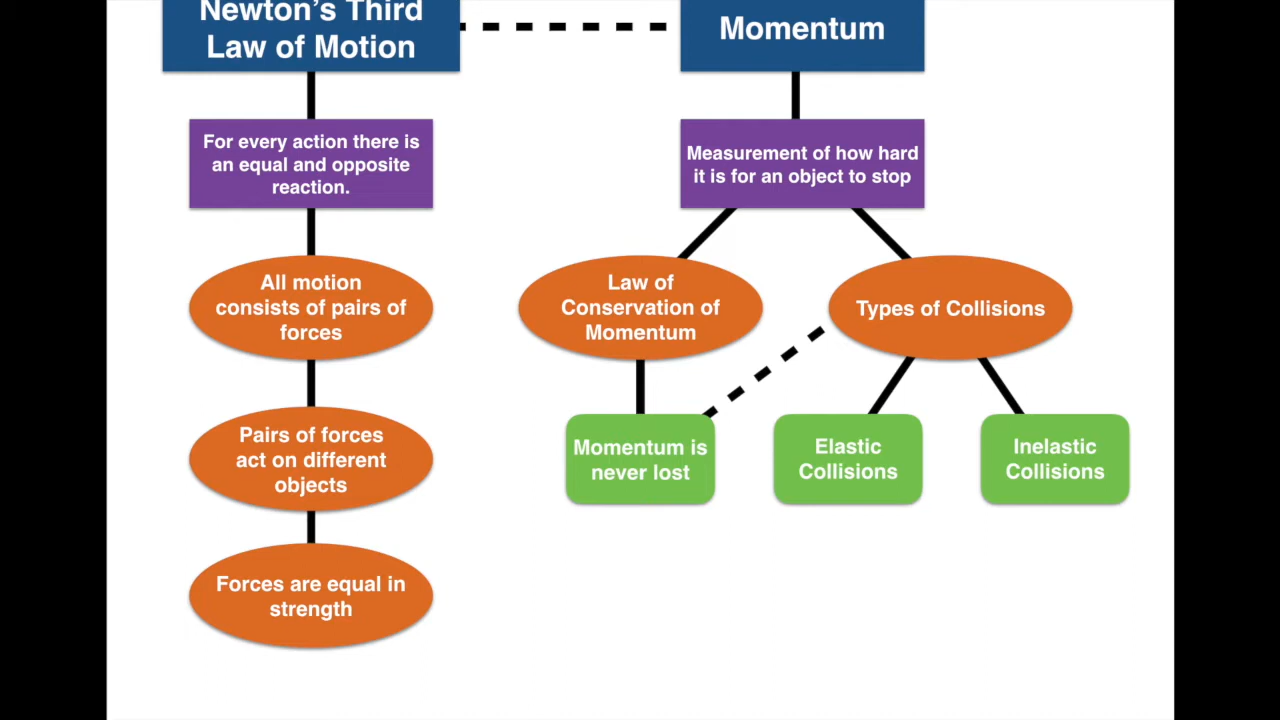 Newton's Third
Law of Motion
Momentum
For every action there is
an equal and opposite
reaction.
Measurement of how hard
it is for an object to stop
All motion
consists of pairs of
forces
Law of
Conservation of
Momentum
Types of Collisions
Pairs of forces
act on different
objects
Momentum is
never lost
Elastic
Collisions
Inelastic
Collisions
Forces are equal in
strength